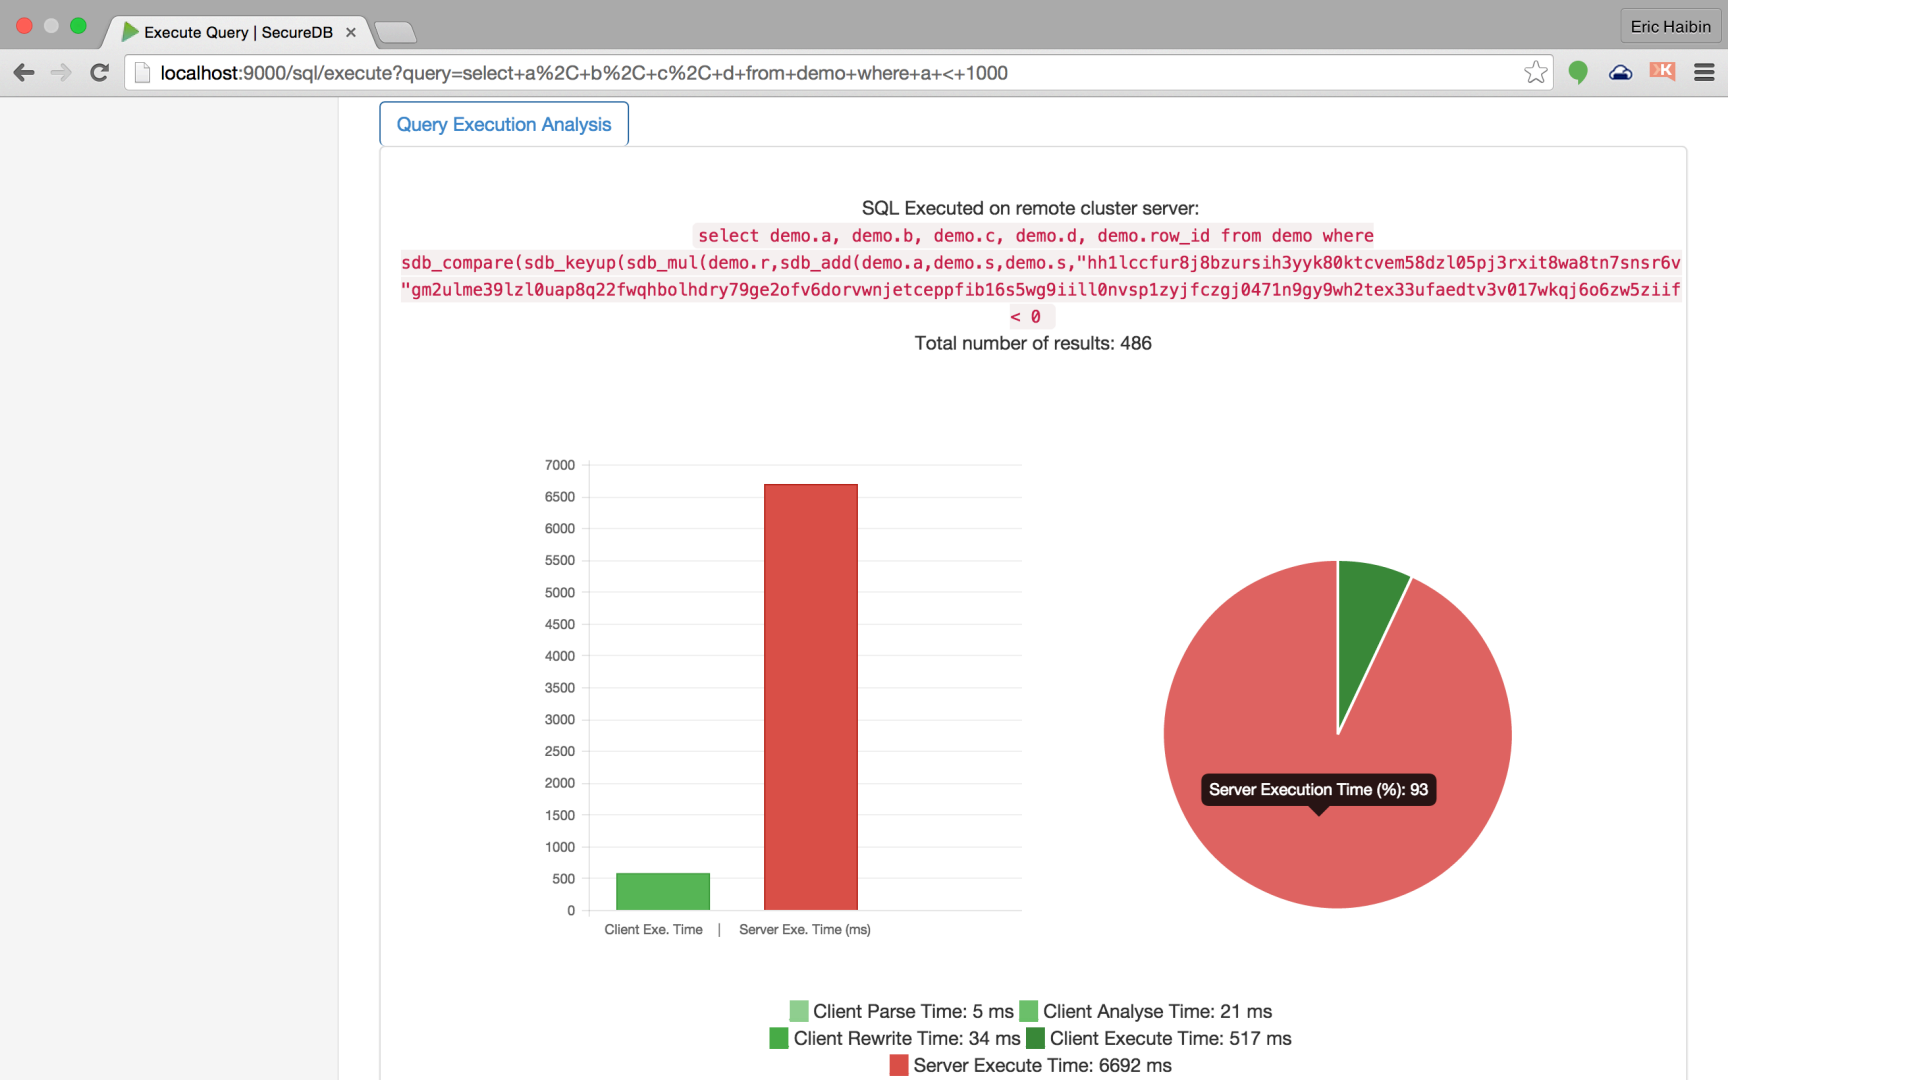 Execute Query | SecureDB
Eric Haibin
localhost:9000/sql/execute?query=select+a%2C+b%2C+c%2C+d+from+demo+where+a+<+1000
Query Execution Analysis
SQL Executed on remote cluster server:
select demo.a, demo.b, demo.c, demo.d, demo.row_id from demo where
sdb_compare(sdb_keyup(sdb_mul(demo.r,sdb_add(demo.a,demo.s,demo.s,"hh1lccfur8j8bzursih3yyk80ktcvem58dzl05pj3rxit8wa8tn7snsr6v
"gm2ulme39lzl0uap8q22fwqhbolhdry79ge2ofv6dorvwnjetceppfib16s5wg9iill0nvsp1zyjfczgj0471n9gy9wh2tex33ufaedtv3v017wkqj6o6zw5ziif
< 0
Total number of results: 486
7000
6500
6000
5500
5000
4500
4000
3500
3000
2500
2000
1500
1000
500
0
Client Exe. Time | Server Exe. Time (ms)
Server Execution Time (%): 93
Client Parse Time: 5 ms Client Analyse Time: 21 ms
Client Rewrite Time: 34 ms Client Execute Time: 517 ms
Server Execute Time: 6692 ms